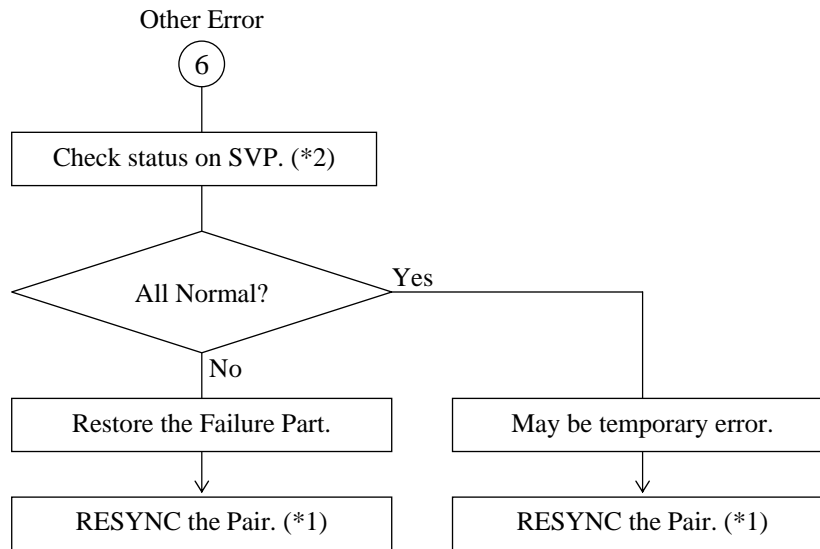 Other Error
6
Check status on SVP. (*2)
All Normal?
Yes
No
Restore the Failure Part.
May be temporary error.
RESYNC the Pair. (*1)
RESYNC the Pair. (*1)